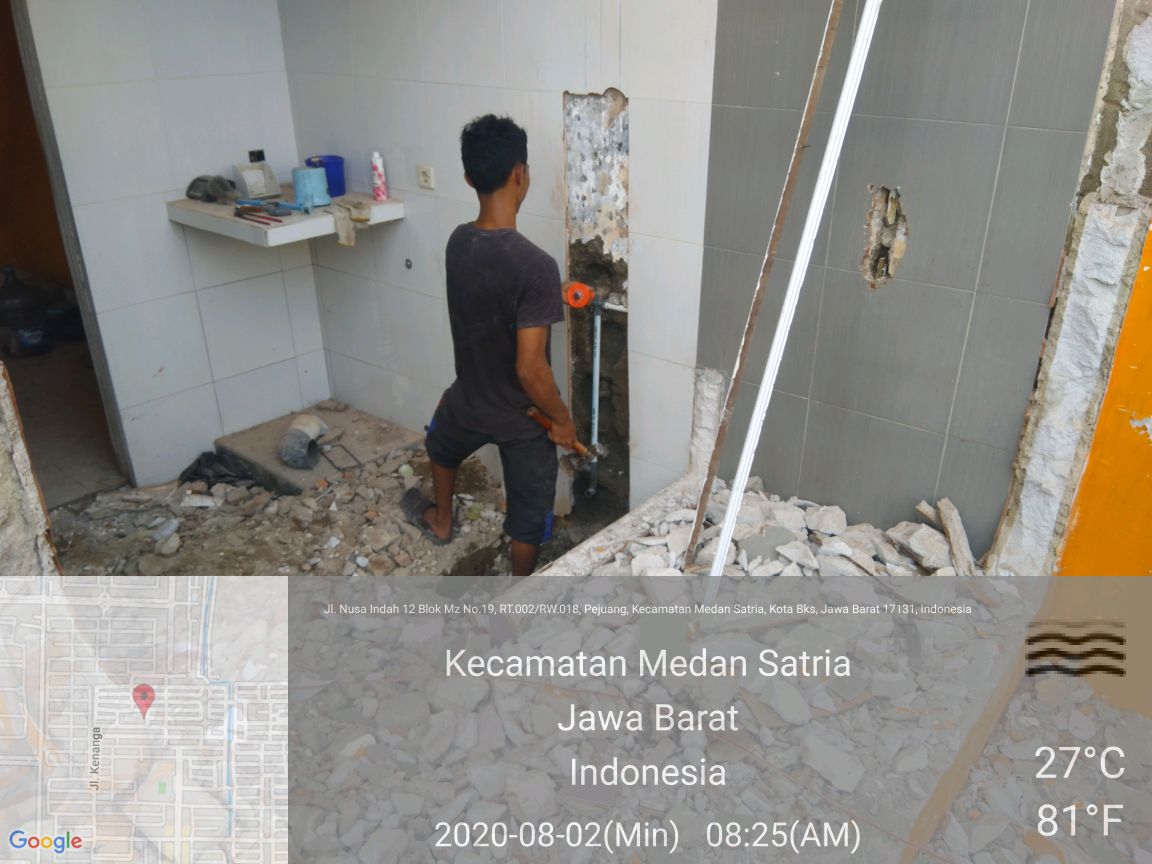 Jl. Nusa Indah 12 Blok Mz No.19, RT.002/RW.018, Pejuang, Kecamatan Medan Satria, Kota Bks, Jawa Barat 17131, Indonesia
Kecamatan Medan Satria
Jawa Barat
Indonesia
2020-08-02(Min) 08:25(AM)
27°C
81°F
Jl. Kenanga
Google